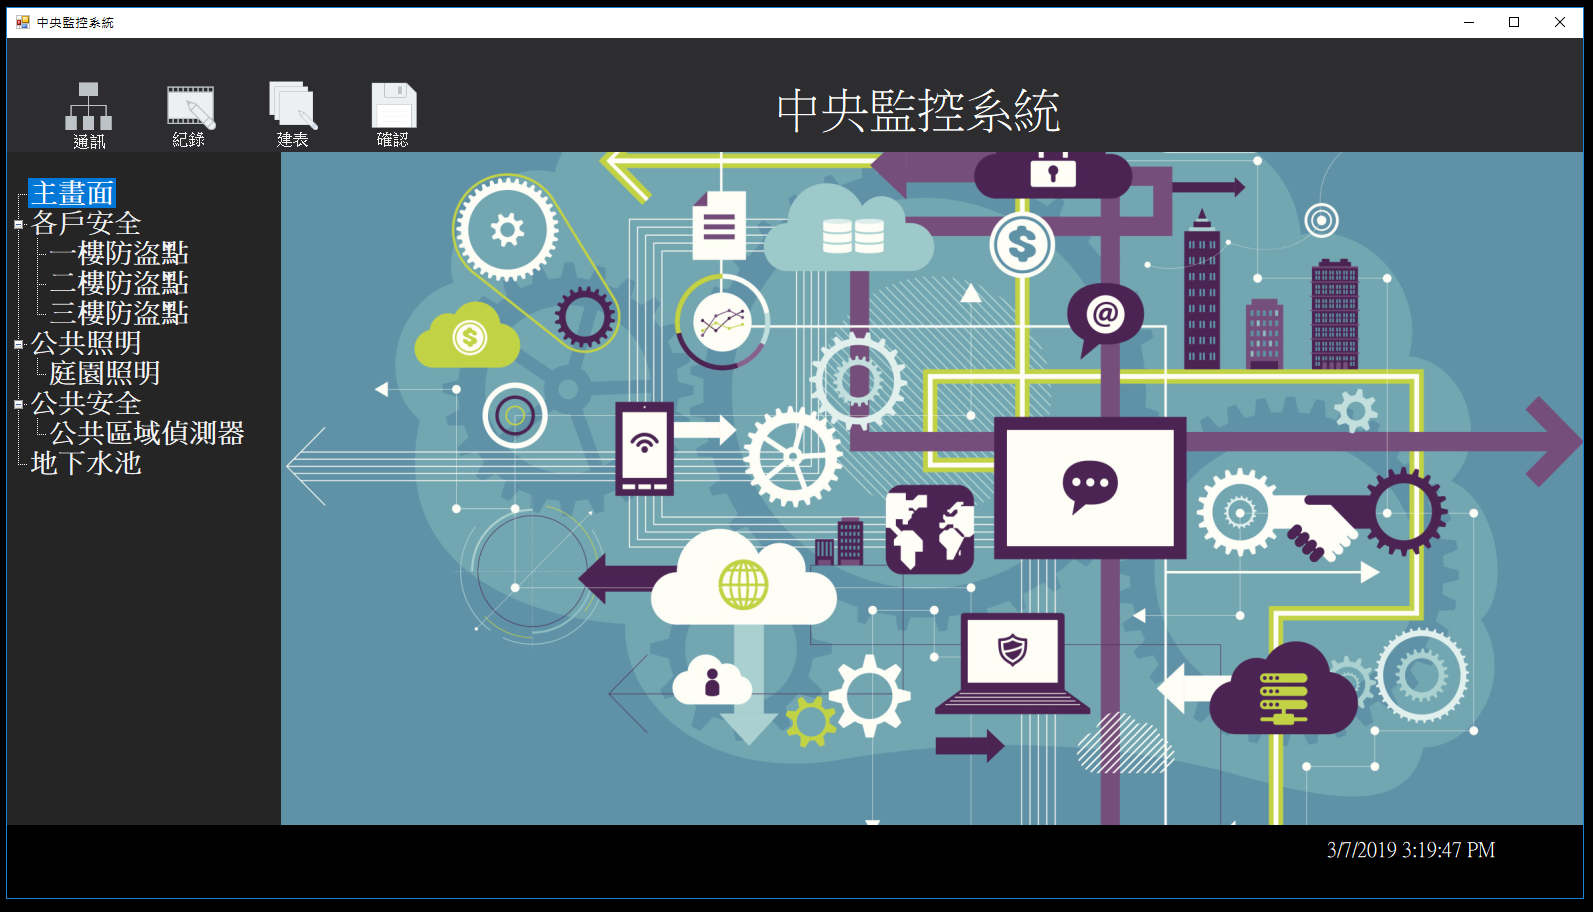 中央監控系統
通訊
紀錄
建表
確認
中央監控系統
主畫面
各戶安全
一樓防盜點
二樓防盜點
三樓防盜點
公共照明
庭園照明
公共安全
公共區域偵測器
地下水池
$
@
$
3/7/2019 3:19:47 PM